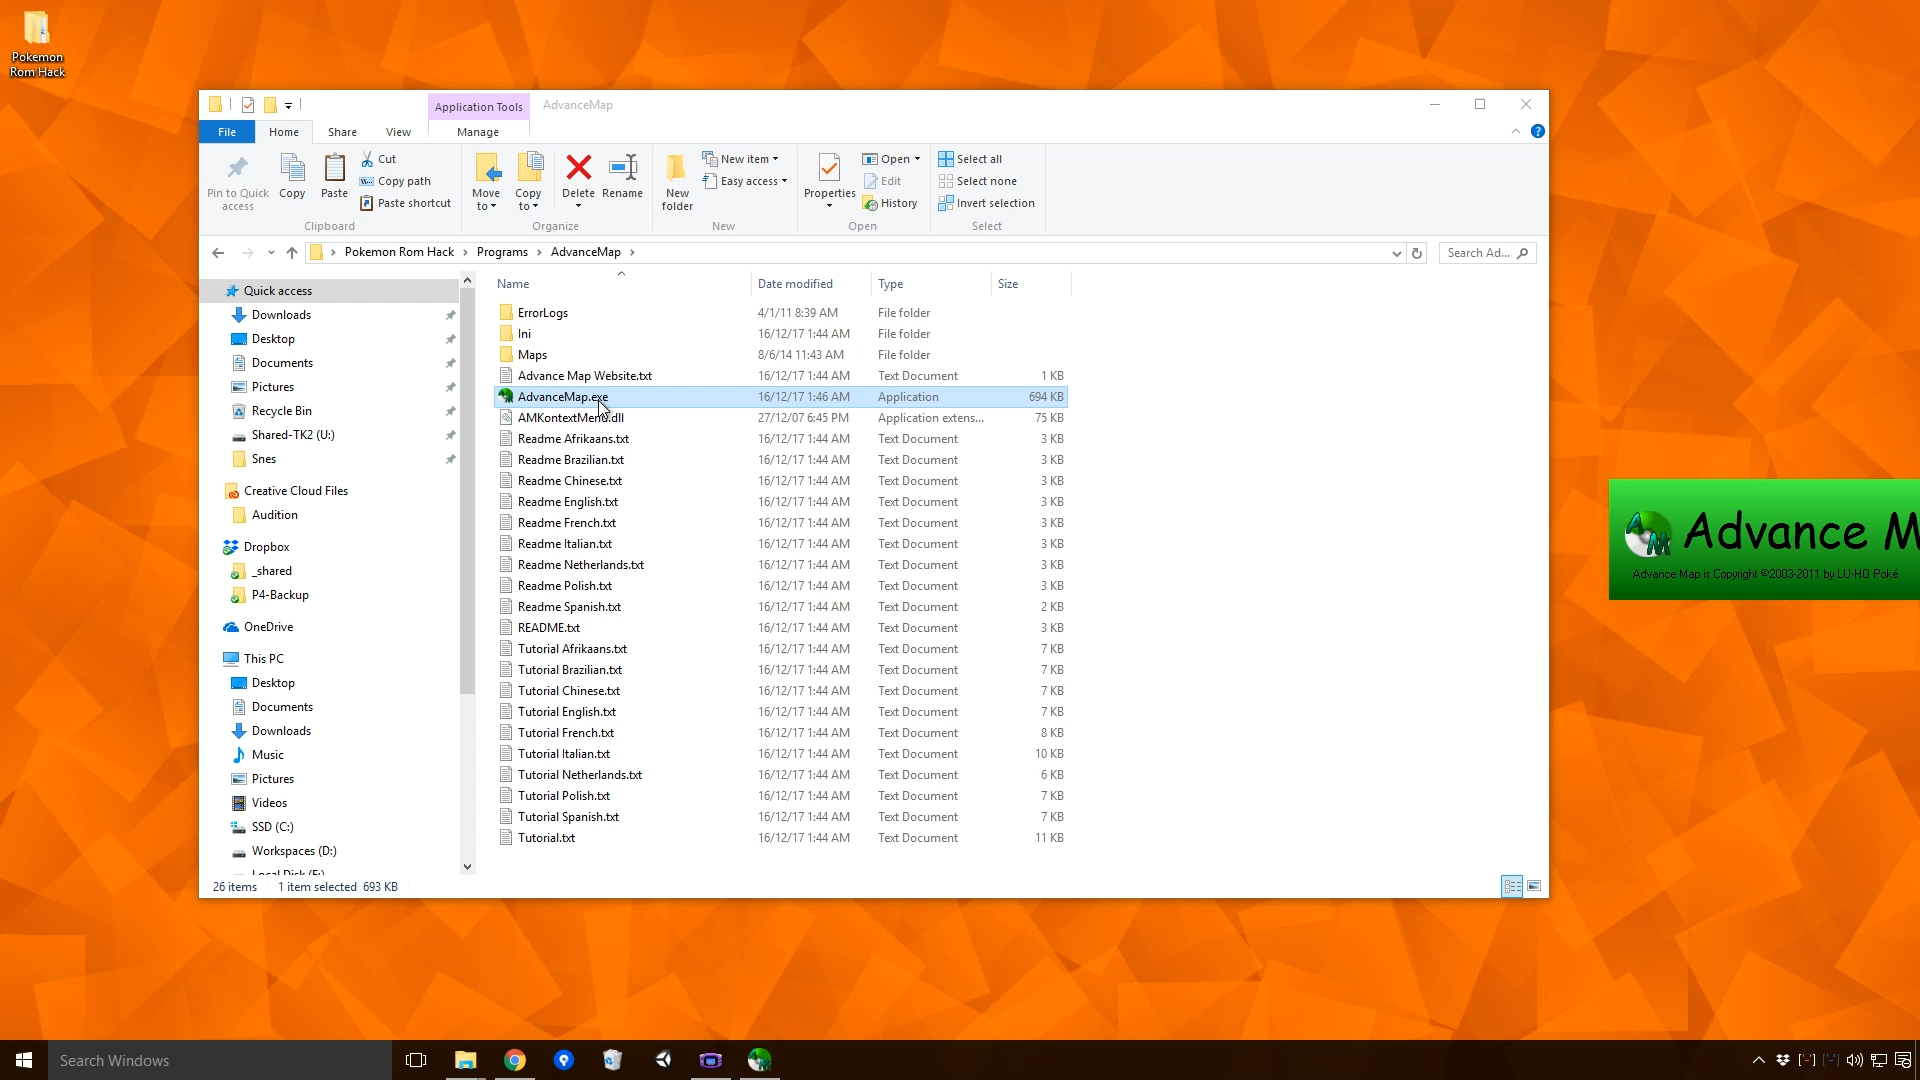 Pokemon
Rom Hack
Application Tools
AdvanceMap
File
Home
Share
View
Manage
Pin to Quick
access
Copy
Paste
Cut
Copy path
Paste shortcut
Move
to
Copy
to
Delete
Rename
New
folder
New item
Easy access
Properties
Open
Edit
History
Select all
Select none
Invert selection
Clipboard
Organize
New
Open
Select
Pokemon Rom Hack
Programs
AdvanceMap
Search Ad...
Quick access
Downloads
Desktop
Documents
Pictures
Recycle Bin
Shared-TK2 (U:)
Snes
Creative Cloud Files
Audition
Dropbox
_shared
P4-Backup
OneDrive
This PC
Desktop
Documents
Downloads
Music
Pictures
Videos
SSD (C:)
Workspaces (D:)
Name Date modified Type Size
ErrorLogs 4/1/11 8:39 AM File folder
Ini 16/12/17 1:44 AM File folder
Maps 8/6/14 11:43 AM File folder
Advance Map Website.txt 16/12/17 1:44 AM Text Document 1 KB
AdvanceMap.exe 16/12/17 1:46 AM Application 694 KB
AMKontextMenu.dll 27/12/07 6:45 PM Application extens... 75 KB
Readme Afrikaans.txt 16/12/17 1:44 AM Text Document 3 KB
Readme Brazilian.txt 16/12/17 1:44 AM Text Document 3 KB
Readme Chinese.txt 16/12/17 1:44 AM Text Document 3 KB
Readme English.txt 16/12/17 1:44 AM Text Document 3 KB
Readme French.txt 16/12/17 1:44 AM Text Document 3 KB
Readme Italian.txt 16/12/17 1:44 AM Text Document 3 KB
Readme Netherlands.txt 16/12/17 1:44 AM Text Document 3 KB
Readme Polish.txt 16/12/17 1:44 AM Text Document 3 KB
Readme Spanish.txt 16/12/17 1:44 AM Text Document 2 KB
README.txt 16/12/17 1:44 AM Text Document 3 KB
Tutorial Afrikaans.txt 16/12/17 1:44 AM Text Document 7 KB
Tutorial Brazilian.txt 16/12/17 1:44 AM Text Document 7 KB
Tutorial Chinese.txt 16/12/17 1:44 AM Text Document 7 KB
Tutorial English.txt 16/12/17 1:44 AM Text Document 7 KB
Tutorial French.txt 16/12/17 1:44 AM Text Document 8 KB
Tutorial Italian.txt 16/12/17 1:44 AM Text Document 10 KB
Tutorial Netherlands.txt 16/12/17 1:44 AM Text Document 6 KB
Tutorial Polish.txt 16/12/17 1:44 AM Text Document 7 KB
Tutorial Spanish.txt 16/12/17 1:44 AM Text Document 7 KB
Tutorial.txt 16/12/17 1:44 AM Text Document 11 KB
26 items 1 item selected 693 KB
AM
Advance M
Advance Map is Copyright ©2003-2011 by LU-HO Poké
Search Windows